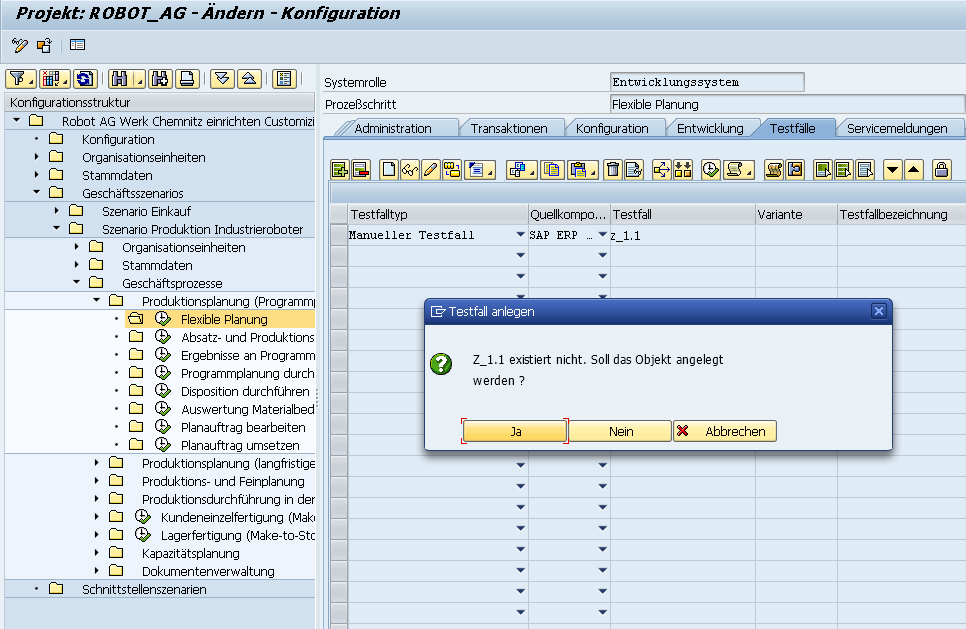 Projekt: ROBOT_AG - Ändern - Konfiguration
Konfigurationsstruktur
Robot AG Werk Chemnitz einrichten Customizi
Konfiguration
Organisationseinheiten
Stammdaten
Geschäftsszenarios
Szenario Einkauf
Szenario Produktion Industrieroboter
Organisationseinheiten
Stammdaten
Geschäftsprozesse
Produktionsplanung (Programmp
Flexible Planung
Absatz- und Produktions
Ergebnisse an Programm
Programmplanung durch
Disposition durchführen
Auswertung Materialbed
Planauftrag bearbeiten
Planauftrag umsetzen
Produktionsplanung (langfristige
Produktions- und Feinplanung
Produktionsdurchführung in der
Kundeneinzelfertigung (Make
Lagerfertigung (Make-to-Sto
Kapazitätsplanung
Dokumentenverwaltung
Schnittstellenszenarien
Systemrolle Entwicklungssystem
Prozeßschritt Flexible Planung
Administration Transaktionen Konfiguration Entwicklung Testfälle Servicemeldungen
Testfalltyp Quellkompo... Testfall Variante Testfallbezeichnung
Manueller Testfall SAP ERP … z_1.1
Testfall anlegen
Z_1.1 existiert nicht. Soll das Objekt angelegt
werden ?
Ja Nein Abbrechen